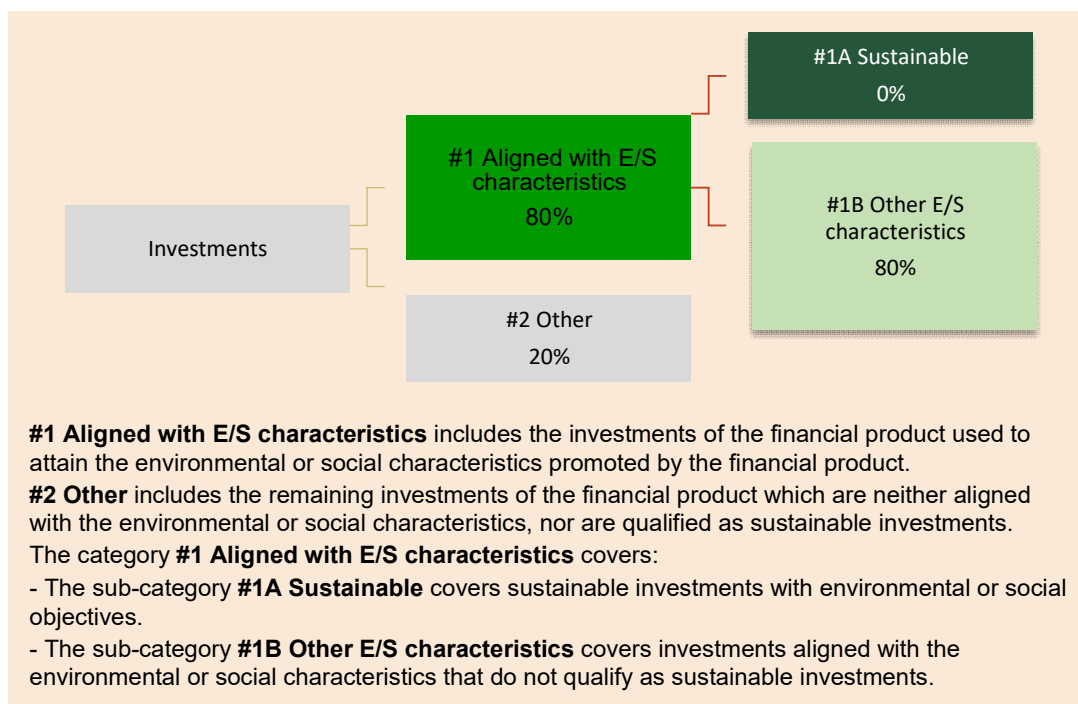 #1A Sustainable
0%
#1 Aligned with E/S
characteristics
80%
#1B Other E/S
characteristics
80%
Investments
#2 Other
20%
#1 Aligned with E/S characteristics includes the investments of the financial product used to
attain the environmental or social characteristics promoted by the financial product.
#2 Other includes the remaining investments of the financial product which are neither aligned
with the environmental or social characteristics, nor are qualified as sustainable investments.
The category #1 Aligned with E/S characteristics covers:
- The sub-category #1A Sustainable covers sustainable investments with environmental or social
objectives.
- The sub-category #1B Other E/S characteristics covers investments aligned with the
environmental or social characteristics that do not qualify as sustainable investments.